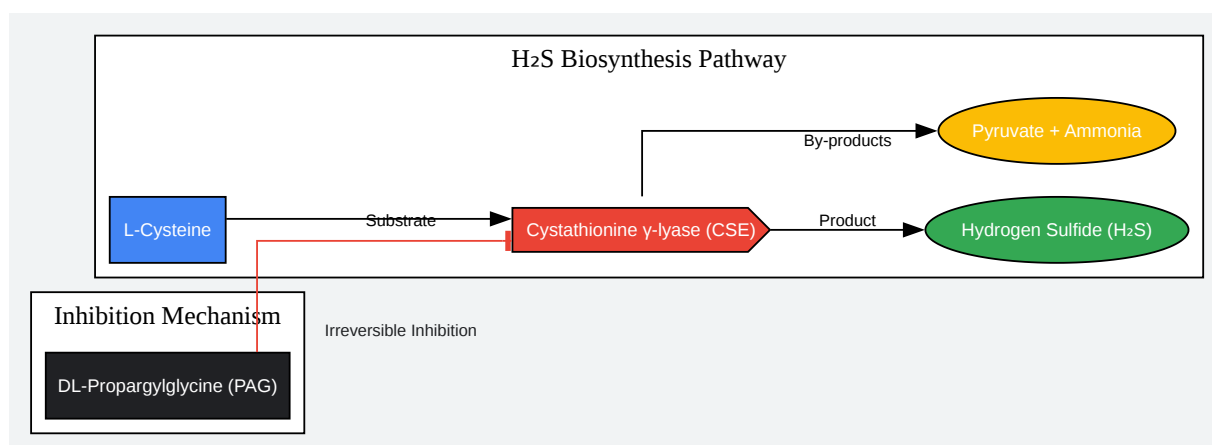 H₂S Biosynthesis Pathway
Pyruvate + Ammonia
By-products
L-Cysteine
Substrate
Cystathionine γ-lyase (CSE)
Product
Hydrogen Sulfide (H₂S)
Inhibition Mechanism
Irreversible Inhibition
DL-Propargylglycine (PAG)